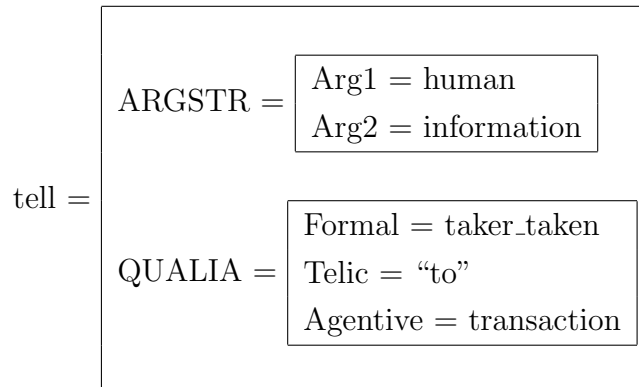 Arg1 = human
ARGSTR =
Arg2 = information
tell =
Formal = taker_taken
QUALIA = Telic = “to”
Agentive = transaction